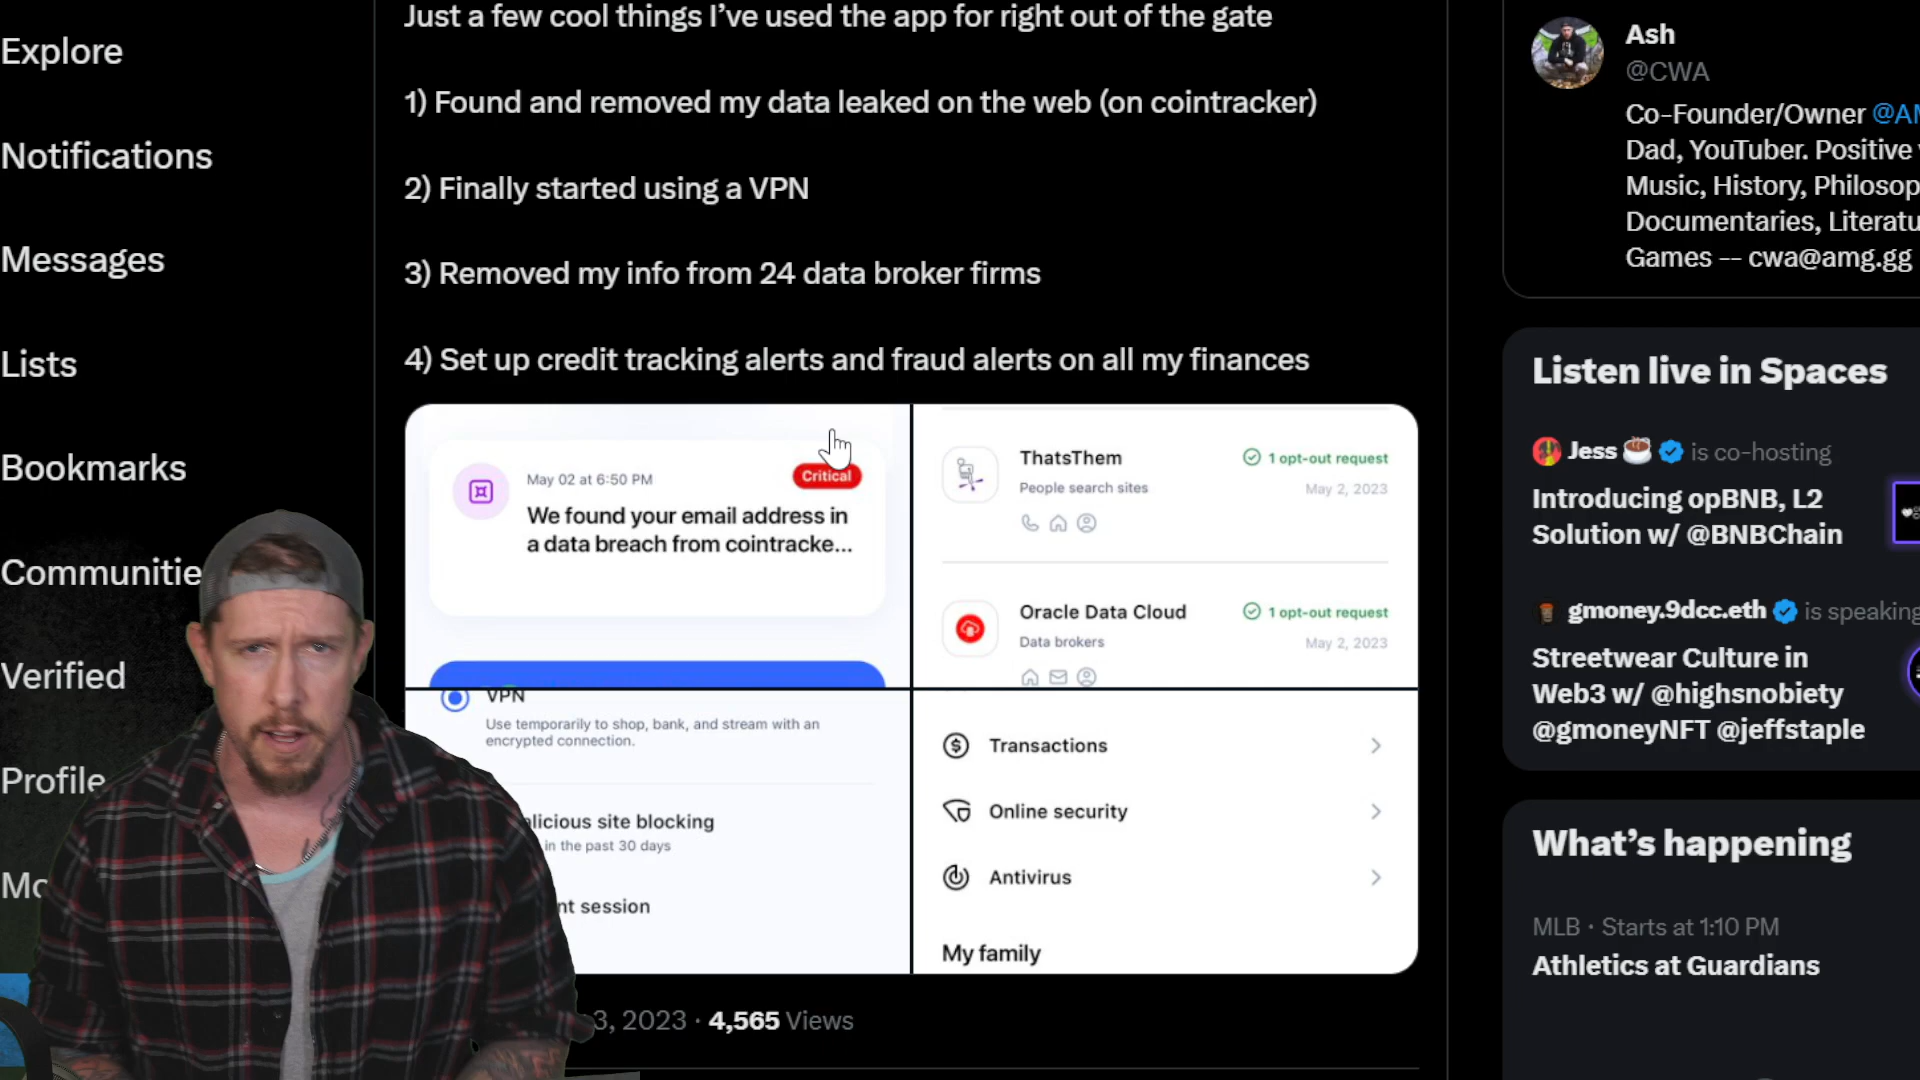 Explore
Notifications
Messages
Lists
Bookmarks
Communitie
Verified
Profile
Mo
Just a few cool things I've used the app for right out of the gate
1) Found and removed my data leaked on the web (on cointracker)
2) Finally started using a VPN
3) Removed my info from 24 data broker firms
4) Set up credit tracking alerts and fraud alerts on all my finances
May 02 at 6:50 PM
Critical
We found your email address in
a data breach from cointracke...
ThatsThem
1 opt-out request
People search sites
May 2, 2023
Oracle Data Cloud
1 opt-out request
Data brokers
May 2, 2023
VPN
Use temporarily to shop, bank, and stream with an
encrypted connection.
licious site blocking
in the past 30 days
nt session
Transactions
Online security
Antivirus
My family
3, 2023 · 4,565 Views
Ash
@CWA
Co-Founder/Owner @AM
Dad, YouTuber. Positive
Music, History, Philosop
Documentaries, Literatu
Games -- cwa@amg.gg
Listen live in Spaces
Jess is co-hosting
Introducing opBNB, L2
Solution w/ @BNBChain
gmoney.9dcc.eth is speaking
Streetwear Culture in
Web3 w/ @highsnobiety
@gmoneyNFT @jeffstaple
What's happening
MLB · Starts at 1:10 PM
Athletics at Guardians